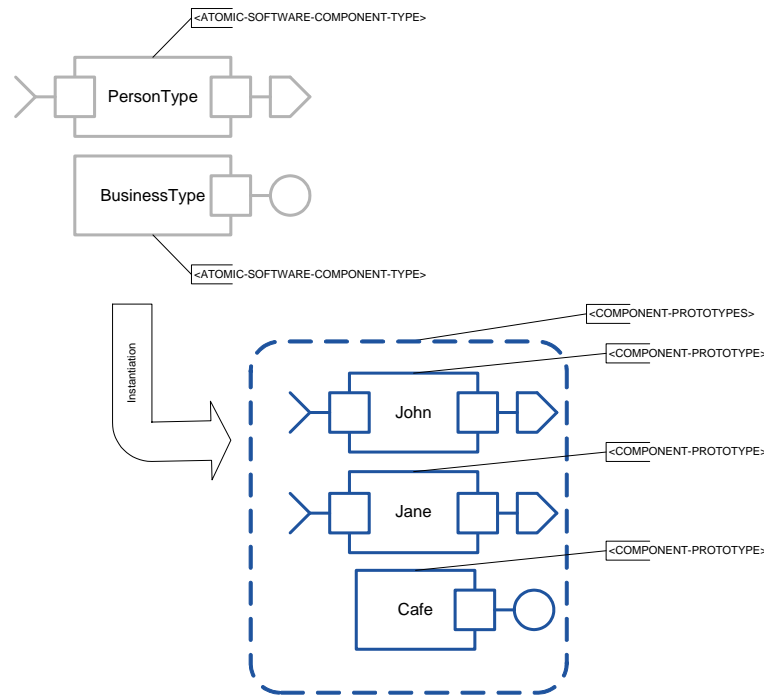 <ATOMIC-SOFTWARE-COMPONENT-TYPE>
PersonType
BusinessType
<ATOMIC-SOFTWARE-COMPONENT-TYPE>
<COMPONENT-PROTOTYPES>
Instantiation
<COMPONENT-PROTOTYPE>
John
<COMPONENT-PROTOTYPE>
Jane
<COMPONENT-PROTOTYPE>
Cafe